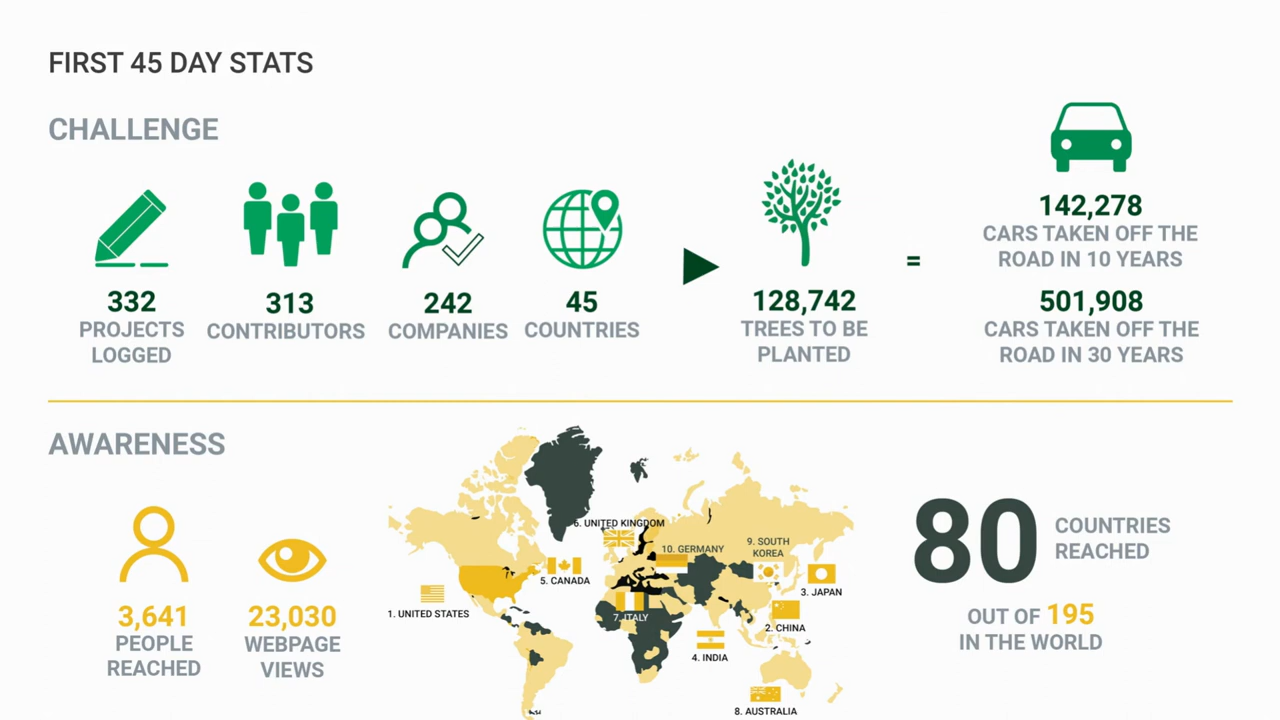 FIRST 45 DAY STATS
CHALLENGE
332
PROJECTS
LOGGED
313
CONTRIBUTORS
242
COMPANIES
45
COUNTRIES
128,742
TREES TO BE
PLANTED
=
142,278
CARS TAKEN OFF THE
ROAD IN 10 YEARS
501,908
CARS TAKEN OFF THE
ROAD IN 30 YEARS
AWARENESS
3,641
PEOPLE
REACHED
23,030
WEBPAGE
VIEWS
6. UNITED KINGDOM
10. GERMANY
9. SOUTH
KOREA
5. CANADA
3. JAPAN
1. UNITED STATES
7. ITALY
2. CHINA
4. INDIA
8. AUSTRALIA
80
COUNTRIES
REACHED
OUT OF 195
IN THE WORLD